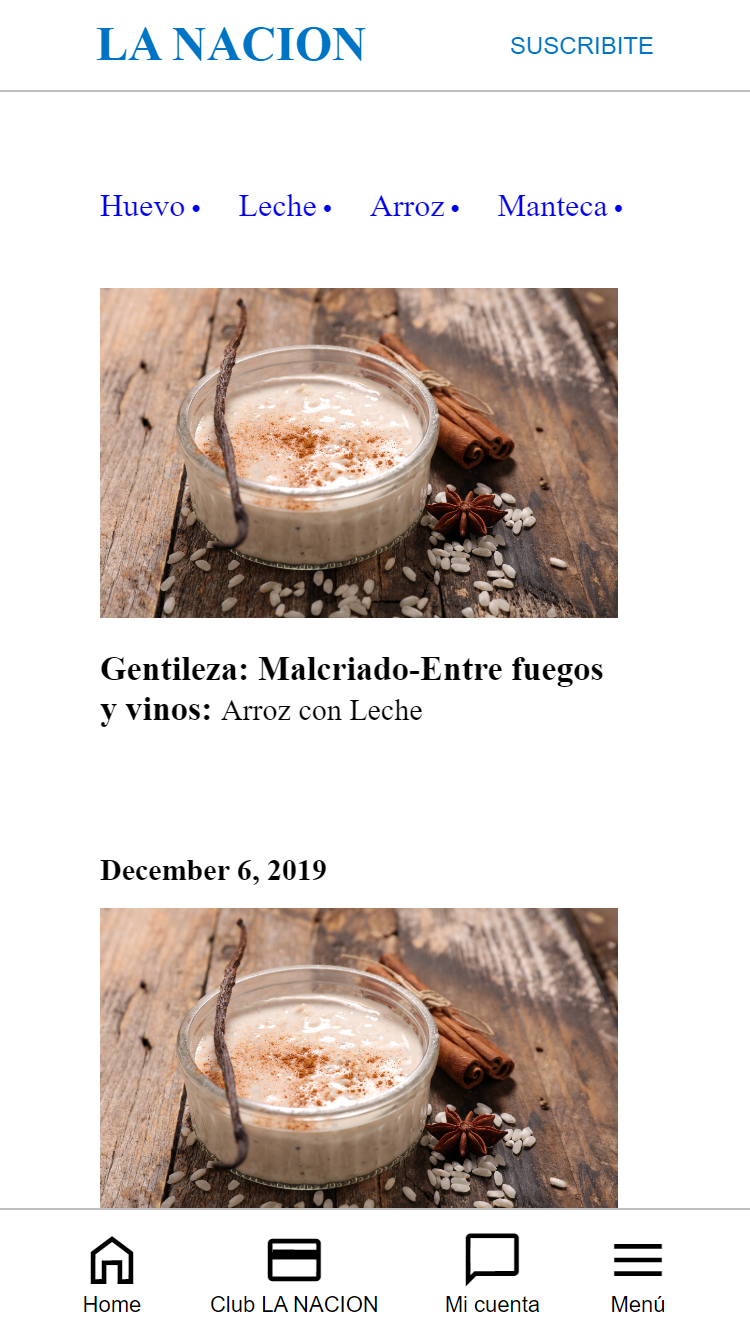 LA NACION SUSCRIBITE
Huevo • Leche • Arroz • Manteca •
Gentileza: Malcriado-Entre fuegos
y vinos: Arroz con Leche
December 6, 2019
Home Club LA NACION Mi cuenta Menú